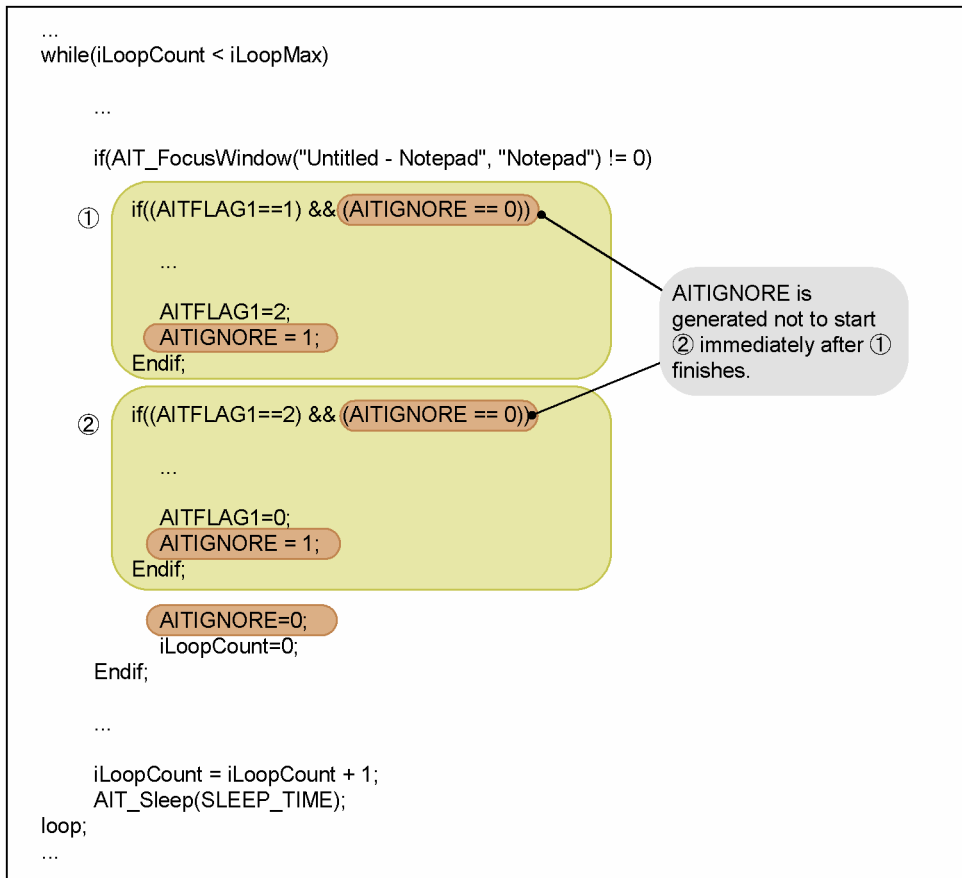 ...
while(iLoopCount < iLoopMax)
...
if(AIT_FocusWindow("Untitled - Notepad", "Notepad") != 0)
①
if((AITFLAG1==1) && (AITIGNORE == 0))
...
AITFLAG1=2;
AITIGNORE = 1;
Endif;
AITIGNORE is
generated not to start
② immediately after ①
finishes.
②
if((AITFLAG1==2) && (AITIGNORE == 0))
...
AITFLAG1=0;
AITIGNORE = 1;
Endif;
AITIGNORE=0;
iLoopCount=0;
Endif;
...
iLoopCount = iLoopCount + 1;
AIT_Sleep(SLEEP_TIME);
loop;
...